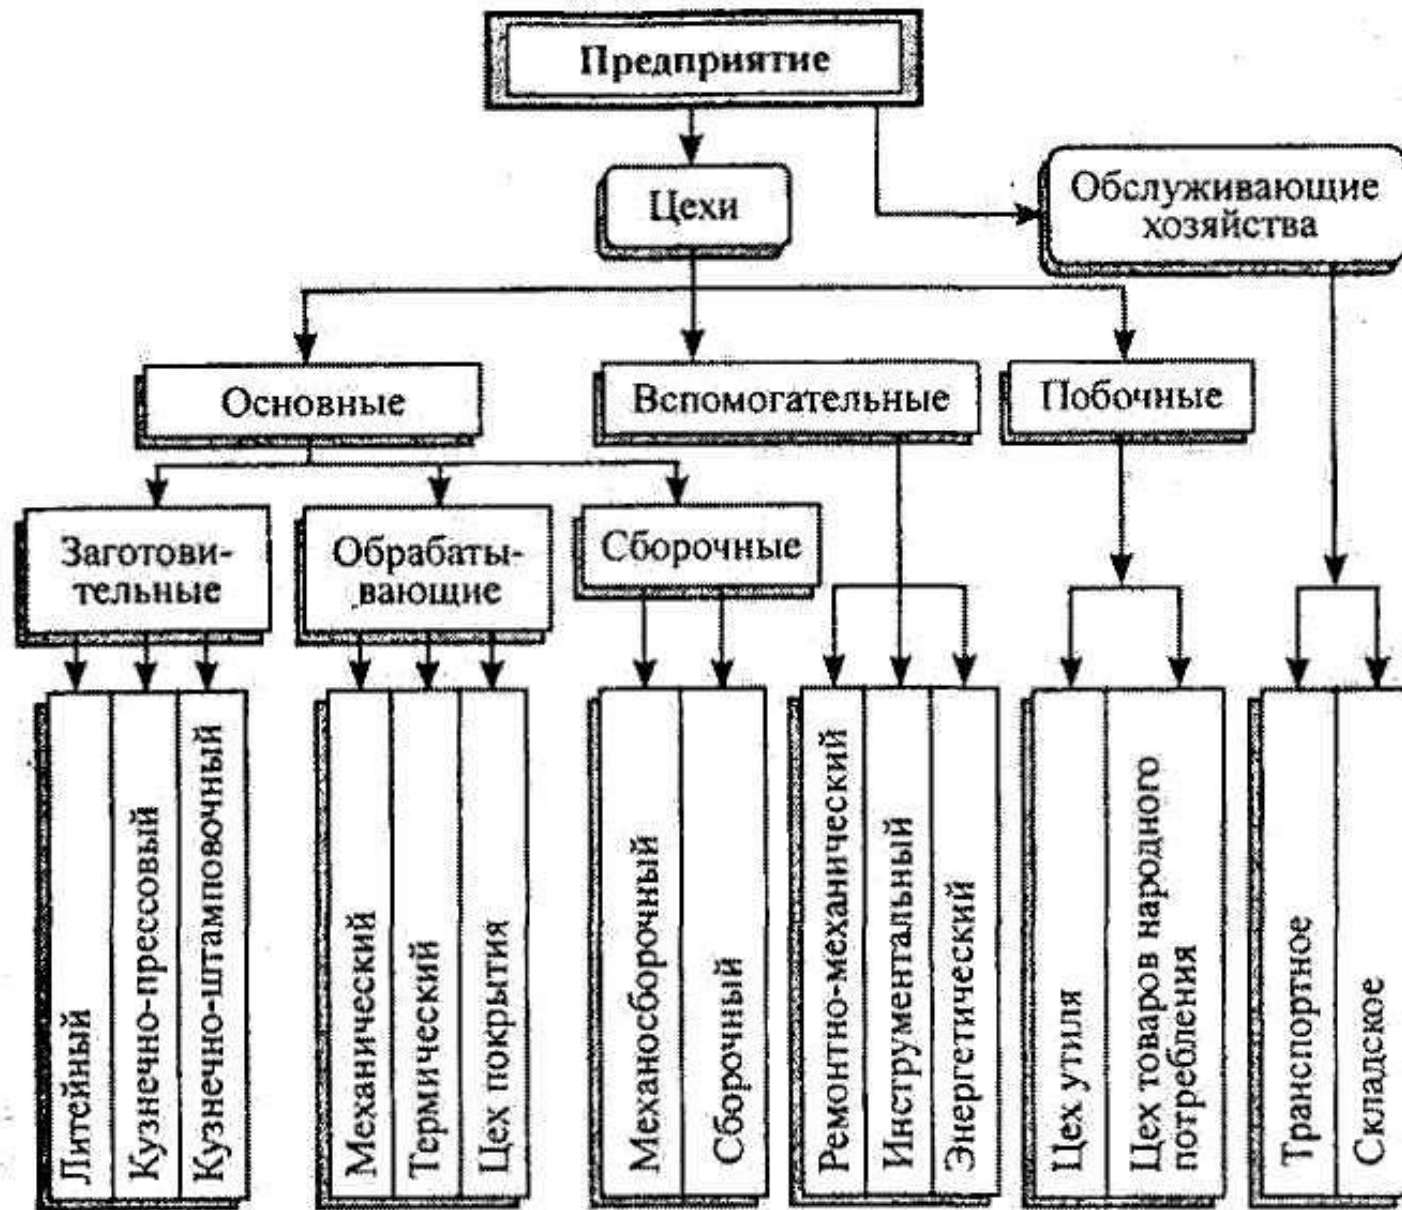 Предприятие
Цехи
Обслуживающие
хозяйства
Основные
Вспомогательные
Побочные
Заготови-
тельные
Обрабаты-
вающие
Сборочные
Литейный
Кузнечно-прессовый
Кузнечно-штамповочный
Механический
Термический
Цех покрытия
Механосборочный
Сборочный
Ремонтно-механический
Инструментальный
Энергетический
Цех утиля
Цех товаров народного
потребления
Транспортное
Складское